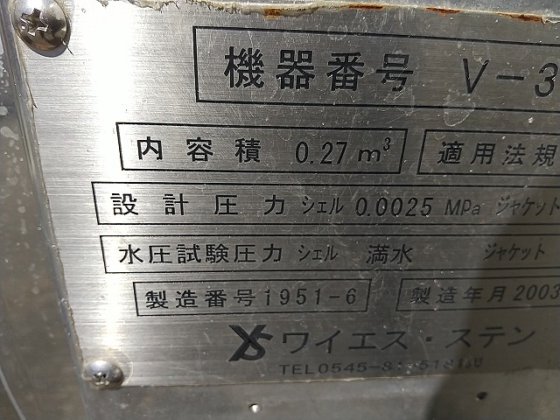 機器番号 V-3
内容積 0.27m³ 適用法規
設計圧力 シェル 0.0025 MPa ジャケット
水圧試験圧力 シェル 満水 ジャケット
製造番号 1951-6 製造年月 2003
YS ワイエス・ステン
TEL0545-